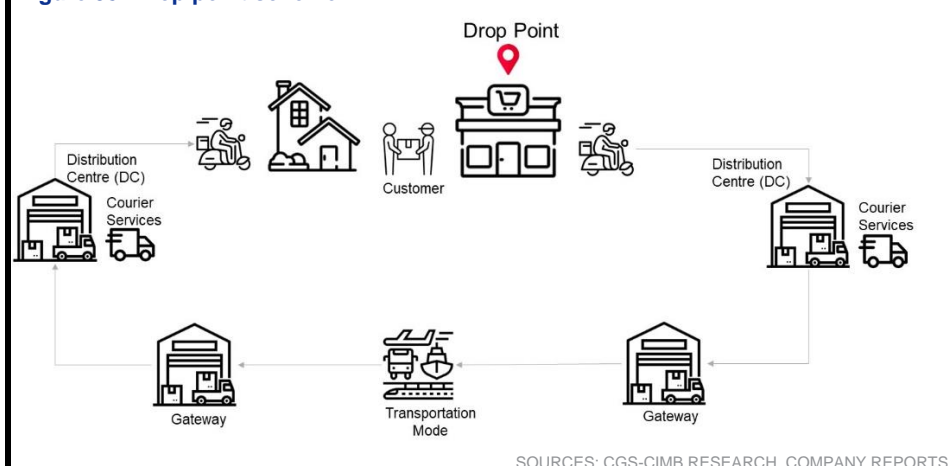 Drop Point
Customer
Distribution
Centre (DC)
Courier
Services
Distribution
Centre (DC)
Courier
Services
Gateway
Transportation
Mode
Gateway
SOURCES: CGS-CIMB RESEARCH, COMPANY REPORTS